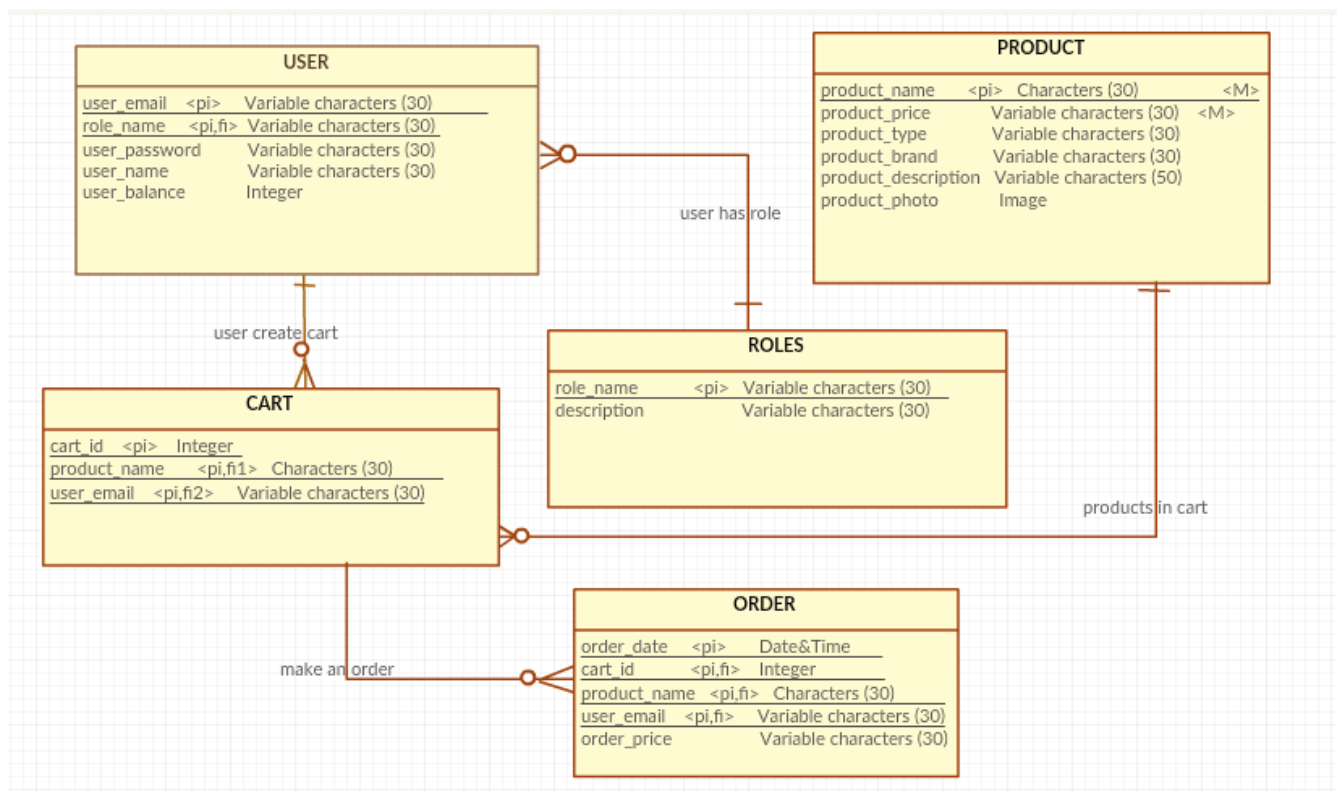 USER
user_email <pi> Variable characters (30)
role_name <pi,fi> Variable characters (30)
user_password Variable characters (30)
user_name Variable characters (30)
user_balance Integer
PRODUCT
product_name <pi> Characters (30) <M>
product_price Variable characters (30) <M>
product_type Variable characters (30)
product_brand Variable characters (30)
product_description Variable characters (50)
product_photo Image
user has role
user create cart
ROLES
role_name <pi> Variable characters (30)
description Variable characters (30)
CART
cart_id <pi> Integer
product_name <pi,fi1> Characters (30)
user_email <pi,fi2> Variable characters (30)
products in cart
make an order
ORDER
order_date <pi> Date&Time
cart_id <pi,fi> Integer
product_name <pi,fi> Characters (30)
user_email <pi,fi> Variable characters (30)
order_price Variable characters (30)